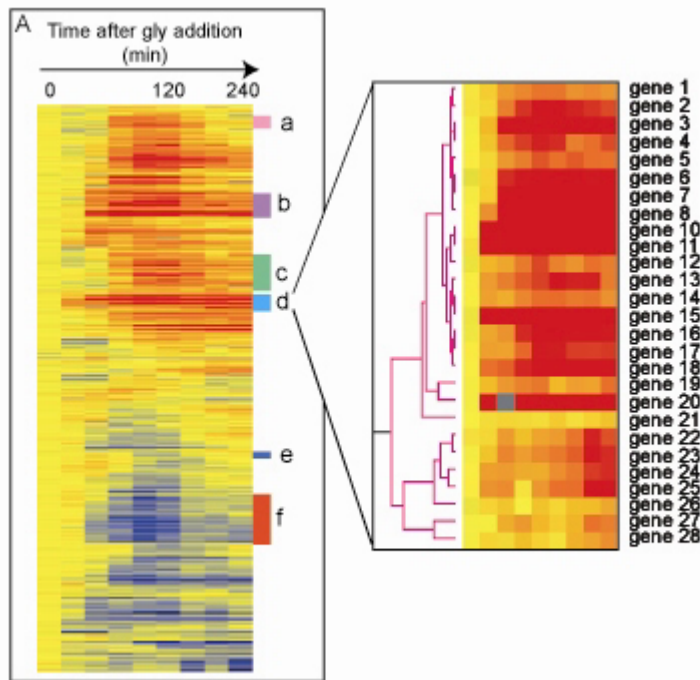 A
Time after gly addition
(min)
0 120 240
a
b
c
d
e
f
gene 1
gene 2
gene 3
gene 4
gene 5
gene 6
gene 7
gene 8
gene 10
gene 11
gene 12
gene 13
gene 14
gene 15
gene 16
gene 17
gene 18
gene 19
gene 20
gene 21
gene 22
gene 23
gene 24
gene 25
gene 26
gene 27
gene 28